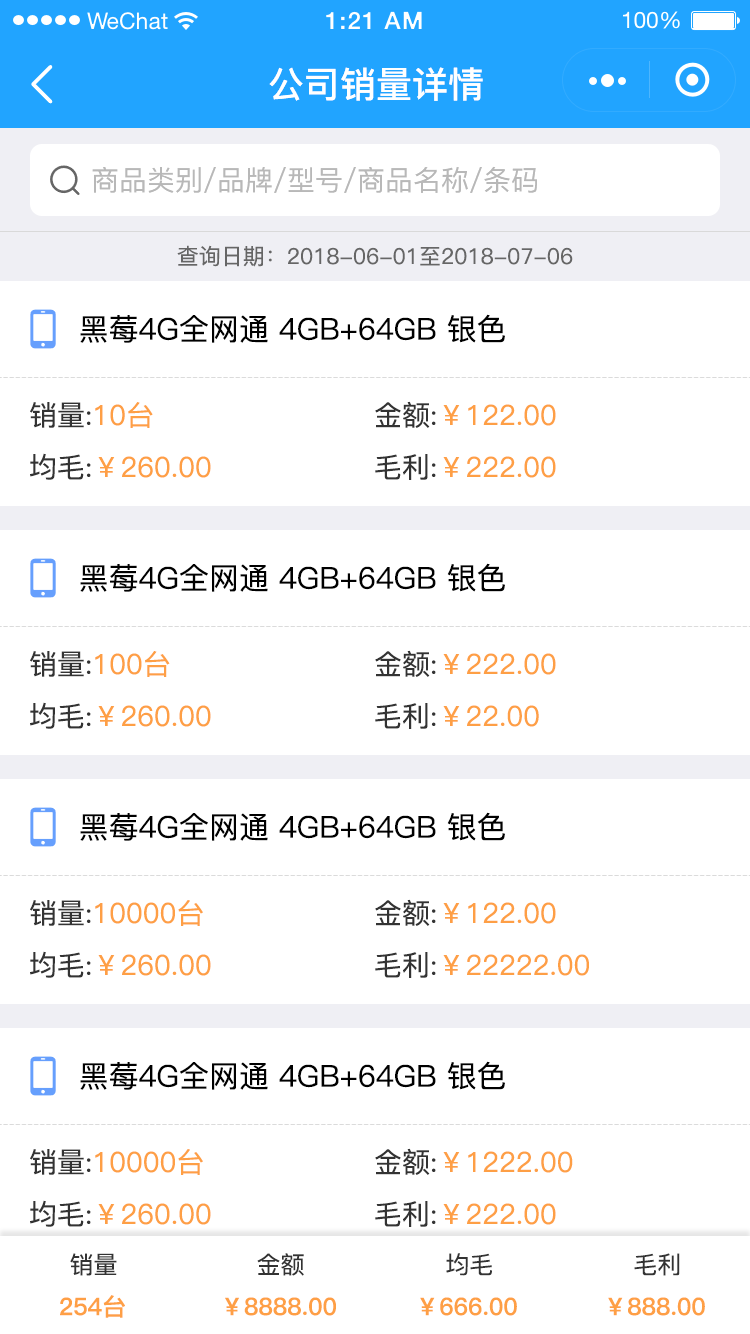 WeChat 1:21 AM 100%
公司销量详情
商品类别/品牌/型号/商品名称/条码
查询日期：2018-06-01至2018-07-06
黑莓4G全网通 4GB+64GB 银色
销量:10台 金额:¥122.00
均毛:¥260.00 毛利:¥222.00
黑莓4G全网通 4GB+64GB 银色
销量:100台 金额:¥222.00
均毛:¥260.00 毛利:¥22.00
黑莓4G全网通 4GB+64GB 银色
销量:10000台 金额:¥122.00
均毛:¥260.00 毛利:¥22222.00
黑莓4G全网通 4GB+64GB 银色
销量:10000台 金额:¥1222.00
均毛:¥260.00 毛利:¥222.00
销量 金额 均毛 毛利
254台 ¥8888.00 ¥666.00 ¥888.00